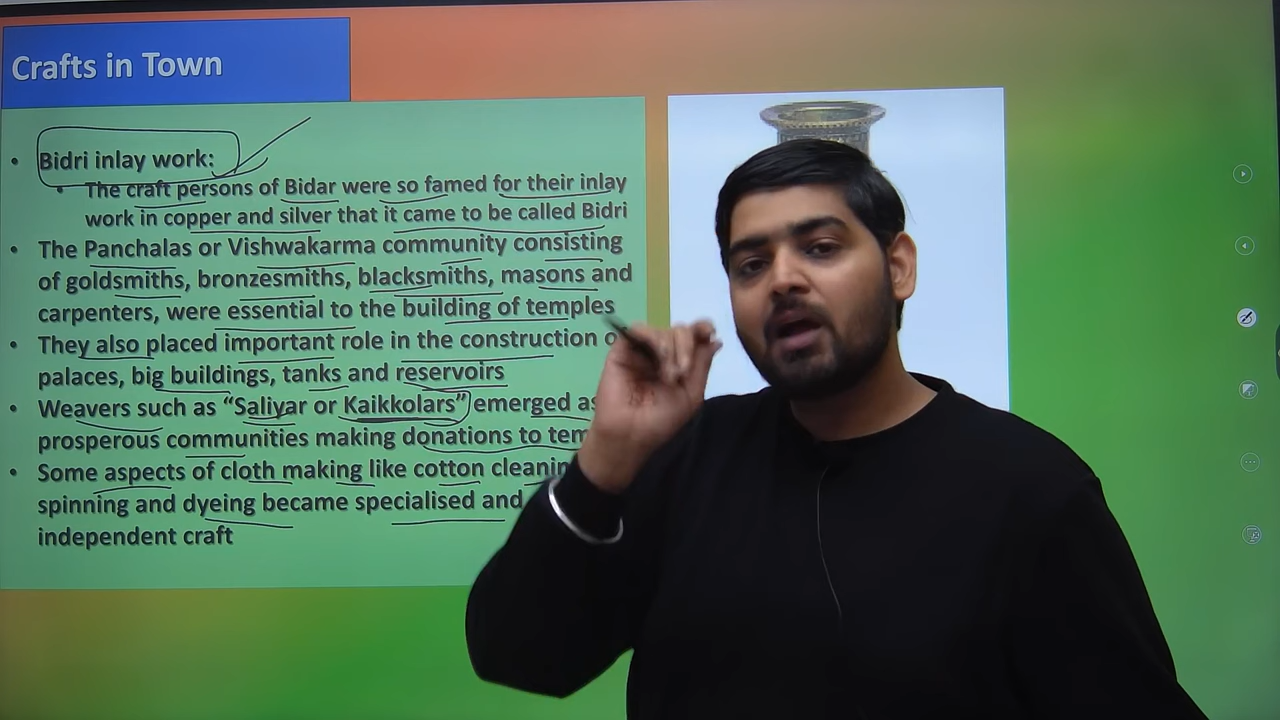 Crafts in Town
• Bidri inlay work:
• The craft persons of Bidar were so famed for their inlay
work in copper and silver that it came to be called Bidri
• The Panchalas or Vishwakarma community consisting
of goldsmiths, bronzesmiths, blacksmiths, masons and
carpenters, were essential to the building of temples
• They also placed important role in the construction
palaces, big buildings, tanks and reservoirs
• Weavers such as “Saliyar or Kaikkolars” emerged as
prosperous communities making donations to
• Some aspects of cloth making like cotton
spinning and dyeing became specialised and
independent craft